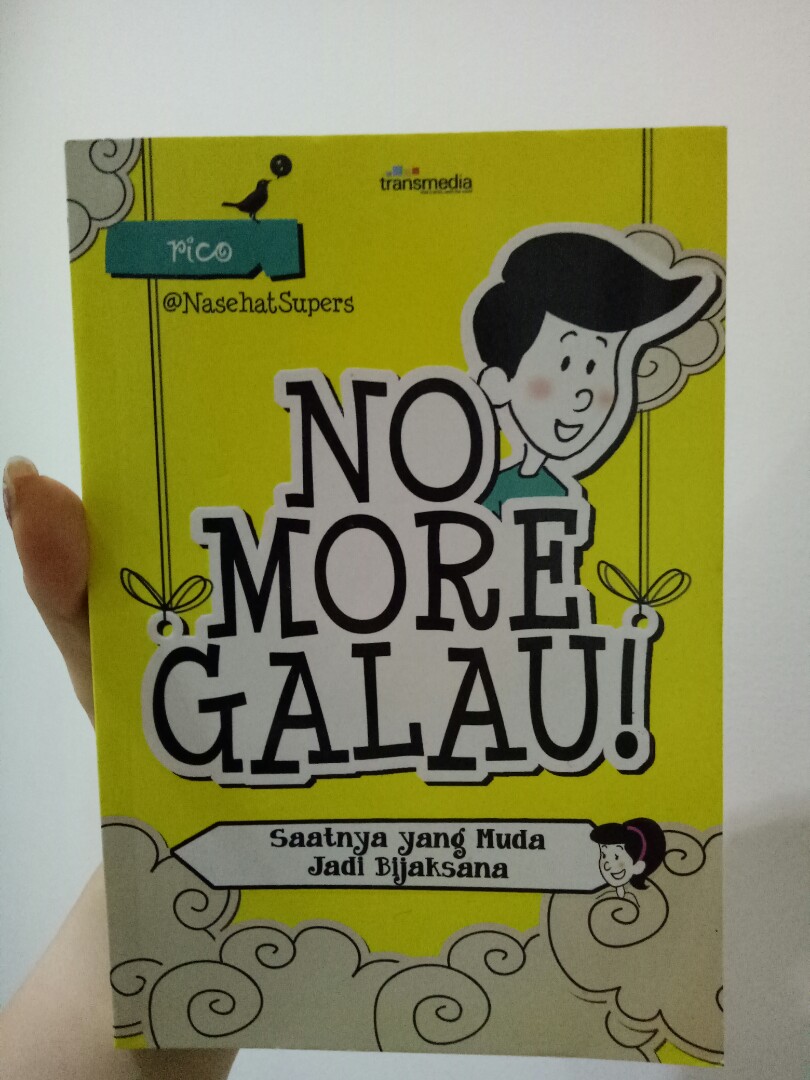 transmedia
rico
@NasehatSupers
NO
MORE
GALAU!
Saatnya yang Muda
Jadi Bijaksana